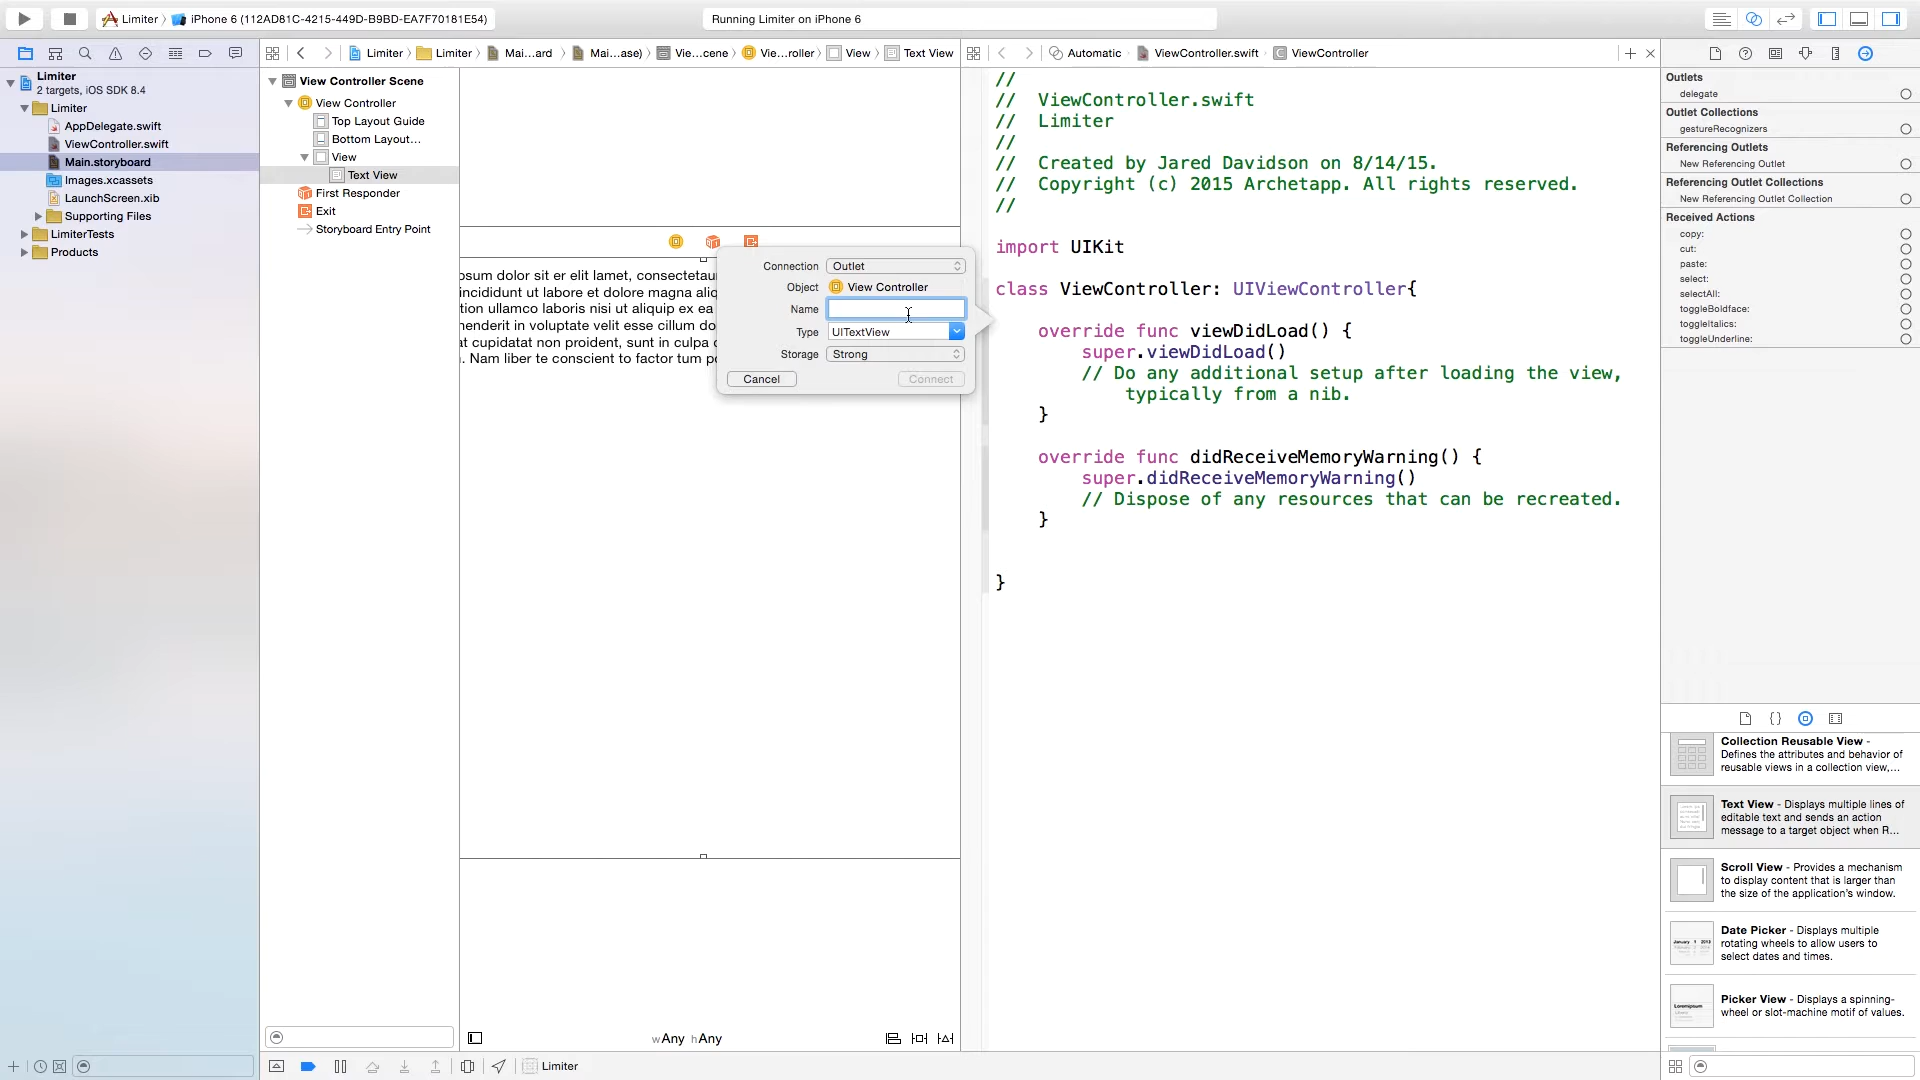 Limiter
iPhone 6 (112AD81C-4215-449D-B9BD-EA7F70181E54)
Running Limiter on iPhone 6
Limiter
Limiter
Mai...ard
Mai...ase)
Vie...cene
Vie...roller
View
Text View
Automatic
ViewController.swift
ViewController
Limiter
2 targets, iOS SDK 8.4
Limiter
AppDelegate.swift
ViewController.swift
Main.storyboard
Images.xcassets
LaunchScreen.xib
Supporting Files
LimiterTests
Products
View Controller Scene
View Controller
Top Layout Guide
Bottom Layout...
View
Text View
First Responder
Exit
Storyboard Entry Point
osum dolor sit er elit lamet, consectetau
incididunt ut labore et dolore magna aliq
tion ullamco laboris nisi ut aliquip ex ea
henderit in voluptate velit esse cillum do
at cupidatat non proident, sunt in culpa
. Nam liber te conscient to factor tum p
Connection Outlet
Object View Controller
Name
Type UITextView
Storage Strong
Cancel
Connect
wAny hAny
Limiter
//
// ViewController.swift
// Limiter
//
// Created by Jared Davidson on 8/14/15.
// Copyright (c) 2015 Archetapp. All rights reserved.
//
import UIKit
class ViewController: UIViewController{
override func viewDidLoad() {
super.viewDidLoad()
// Do any additional setup after loading the view,
typically from a nib.
}
override func didReceiveMemoryWarning() {
super.didReceiveMemoryWarning()
// Dispose of any resources that can be recreated.
}
}
Outlets
delegate
Outlet Collections
gestureRecognizers
Referencing Outlets
New Referencing Outlet
Referencing Outlet Collections
New Referencing Outlet Collection
Received Actions
copy:
cut:
paste:
select:
selectAll:
toggleBoldface:
toggleItalics:
toggleUnderline:
Collection Reusable View -
Defines the attributes and behavior of
reusable views in a collection view,...
Text View - Displays multiple lines of
editable text and sends an action
message to a target object when R...
Scroll View - Provides a mechanism
to display content that is larger than
the size of the application's window.
Date Picker - Displays multiple
rotating wheels to allow users to
select dates and times.
Picker View - Displays a spinning-
wheel or slot-machine motif of values.